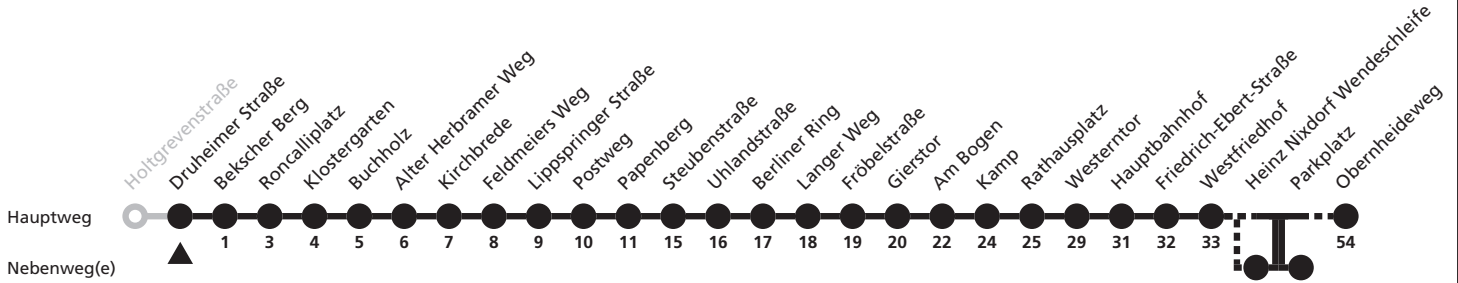 Holtgrevenstraße
Druheimer Straße
Bekscher Berg
Roncalliplatz
Klostergarten
Buchholz
Alter Herbramer Weg
Kirchbrede
Feldmeiers Weg
Lippspringer Straße
Postweg
Papenberg
Steubenstraße
Uhlandstraße
Berliner Ring
Langer Weg
Fröbelstraße
Gierstor
Am Bogen
Kamp
Rathausplatz
Westerntor
Hauptbahnhof
Friedrich-Ebert-Straße
Westfriedhof
Heinz Nixdorf Wendeschleife
Parkplatz
Obernheideweg
Hauptweg
1 3 4 5 6 7 8 9 10 11 15 16 17 18 19 20 22 24 25 29 31 32 33 54
Nebenweg(e)